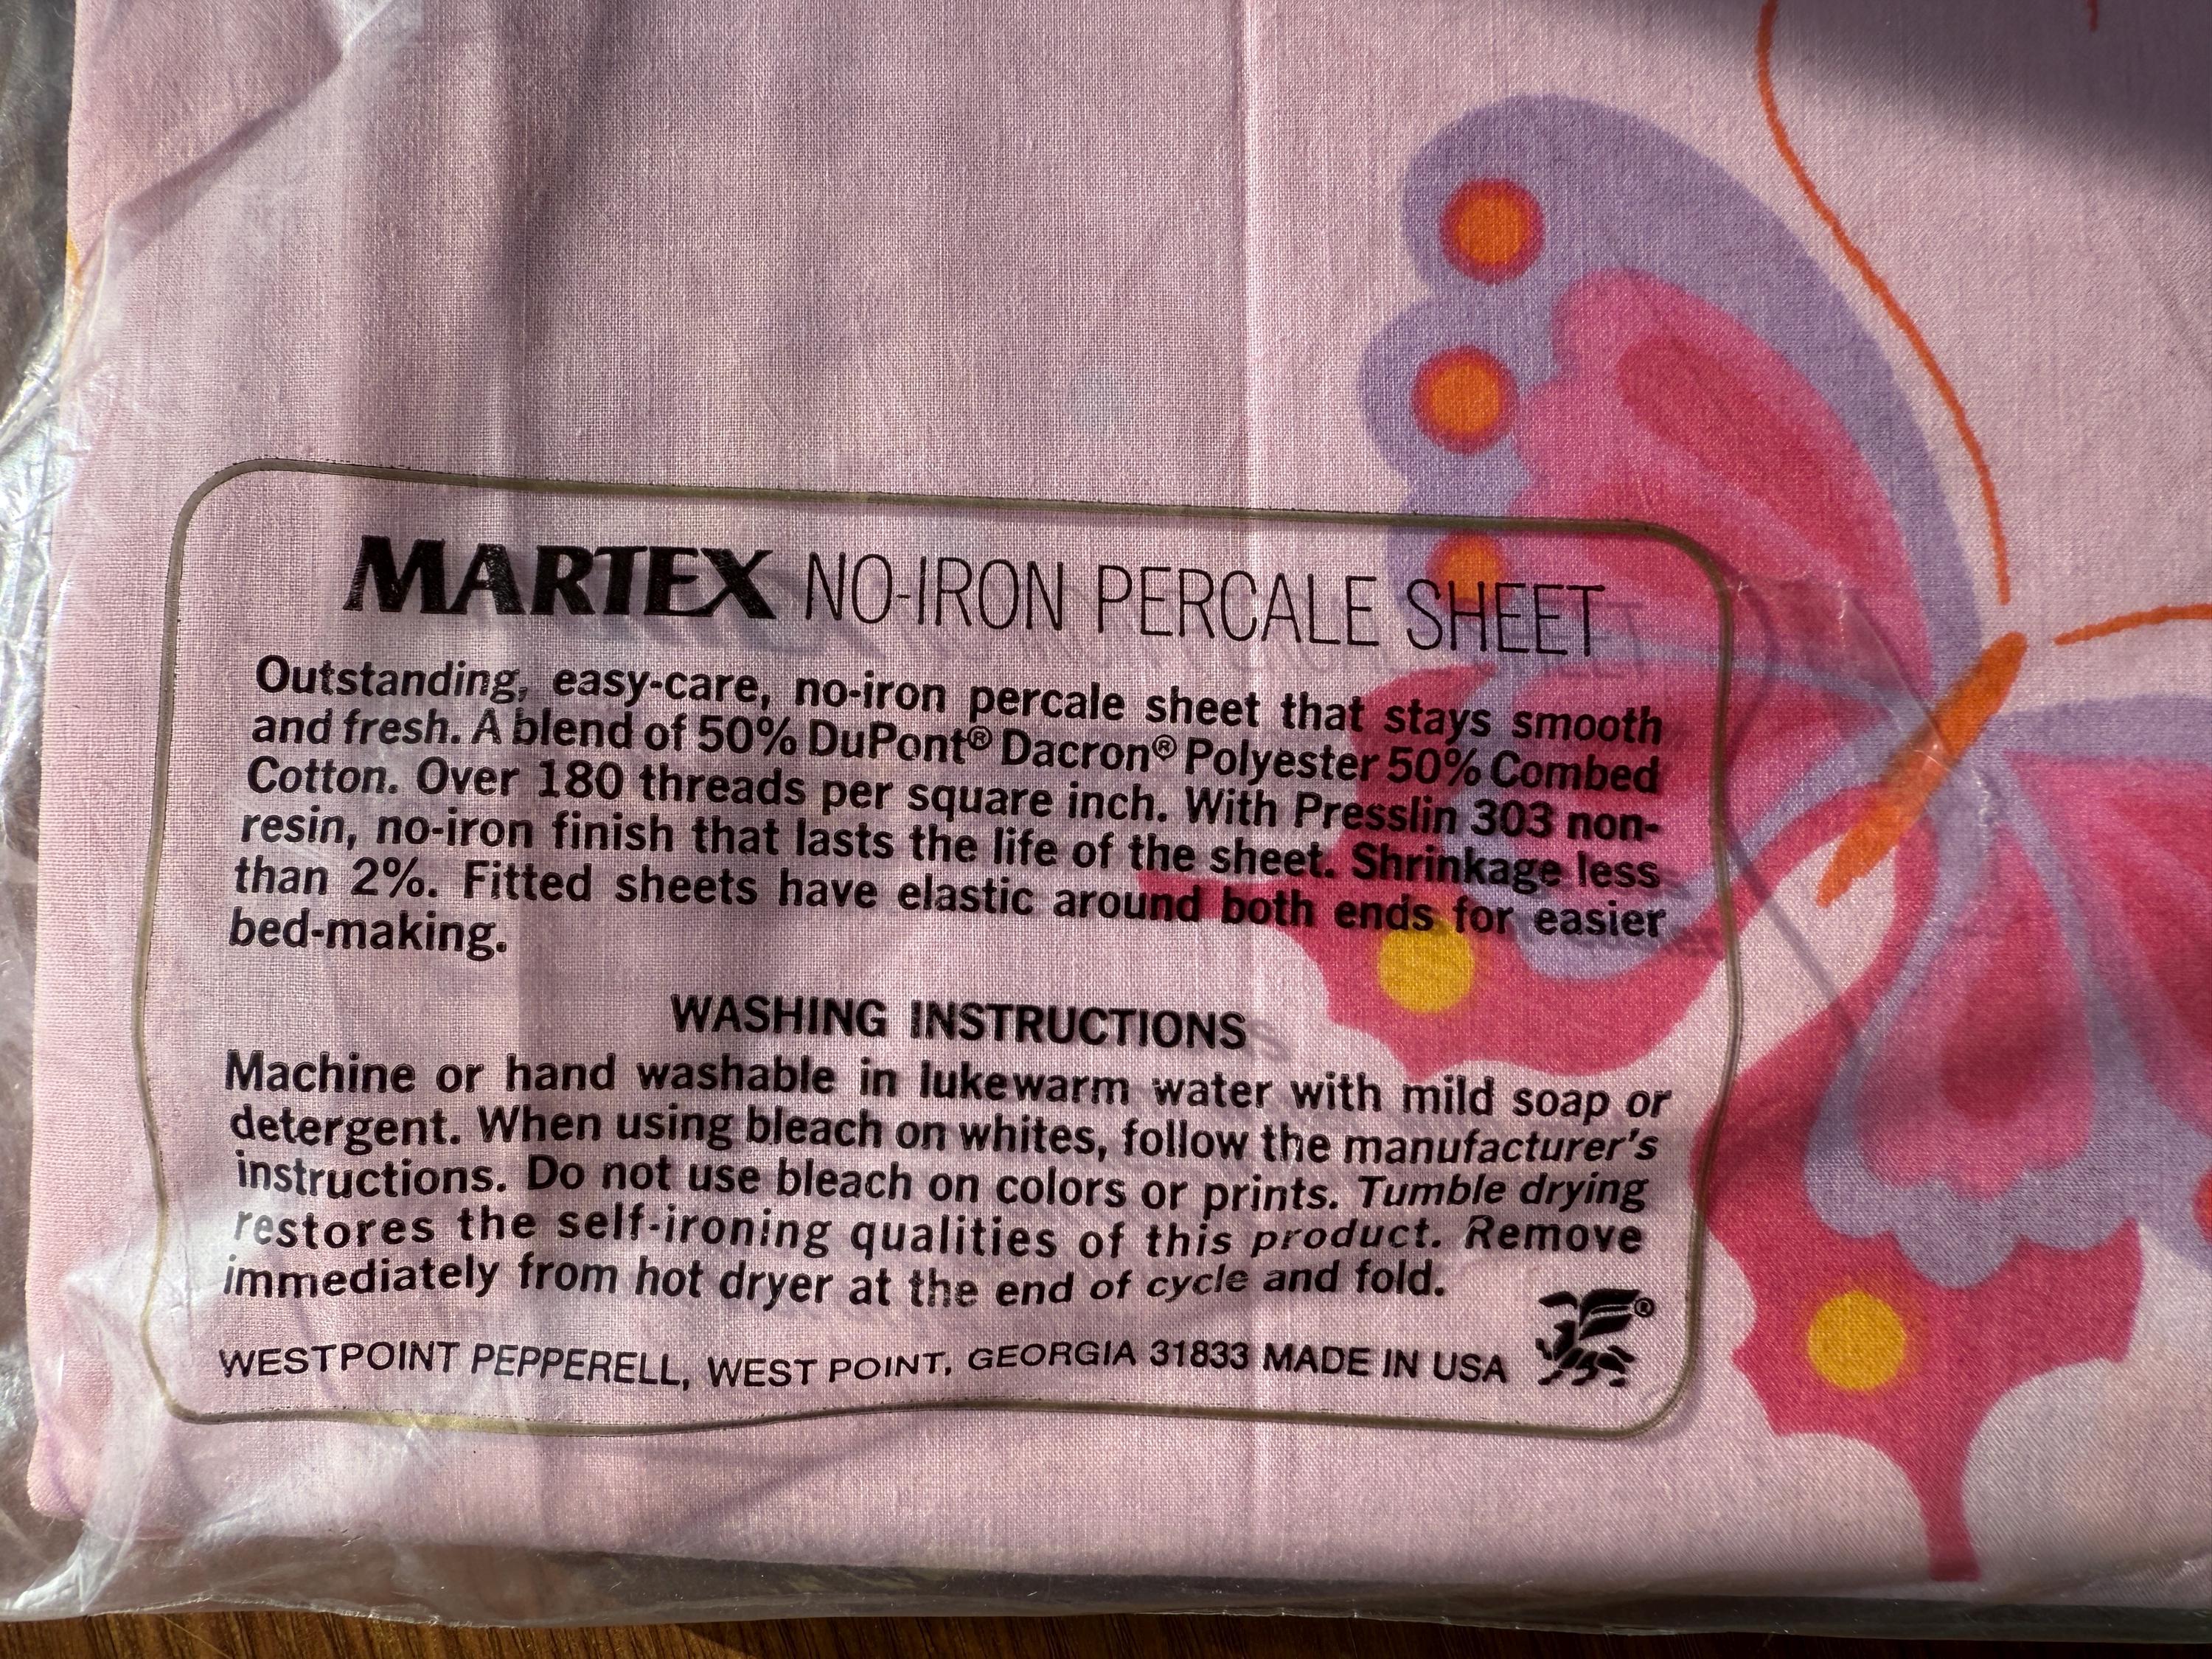 MARTEX NO-IRON PERCALE SHEET
Outstanding, easy-care, no-iron percale sheet that stays smooth
and fresh. A blend of 50% DuPont® Dacron® Polyester 50% Combed
Cotton. Over 180 threads per square inch. With Presslin 303 non-
resin, no-iron finish that lasts the life of the sheet. Shrinkage less
than 2%. Fitted sheets have elastic around both ends for easier
bed-making.
WASHING INSTRUCTIONS
Machine or hand washable in lukewarm water with mild soap or
detergent. When using bleach on whites, follow the manufacturer's
instructions. Do not use bleach on colors or prints. Tumble drying
restores the self-ironing qualities of this product. Remove
immediately from hot dryer at the end of cycle and fold.
WESTPOINT PEPPERELL, WEST POINT, GEORGIA 31833 MADE IN USA ®